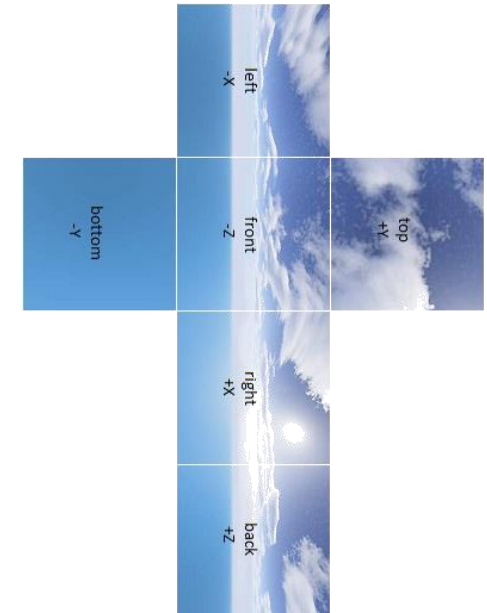 top
+Y
left
-X
front
-Z
right
+X
back
+Z
bottom
-Y